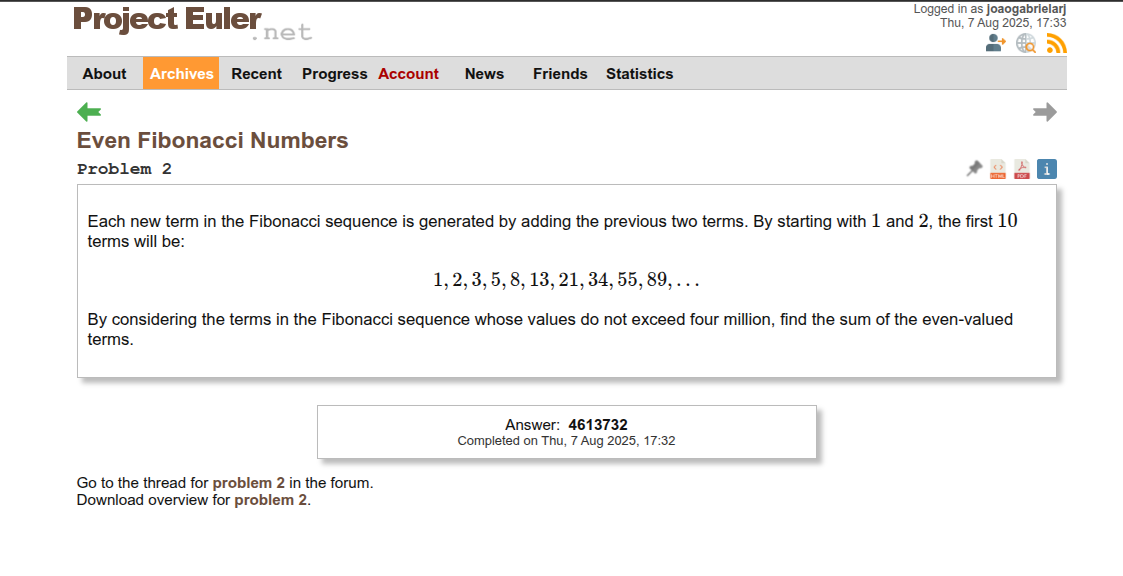 Project Euler
.net
Logged in as joaogabrielarj
Thu, 7 Aug 2025, 17:33
About Archives Recent Progress Account News Friends Statistics
Even Fibonacci Numbers
Problem 2
HTML PDF i
Each new term in the Fibonacci sequence is generated by adding the previous two terms. By starting with 1 and 2, the first 10
terms will be:
1, 2, 3, 5, 8, 13, 21, 34, 55, 89, . . .
By considering the terms in the Fibonacci sequence whose values do not exceed four million, find the sum of the even-valued
terms.
Answer: 4613732
Completed on Thu, 7 Aug 2025, 17:32
Go to the thread for problem 2 in the forum.
Download overview for problem 2.